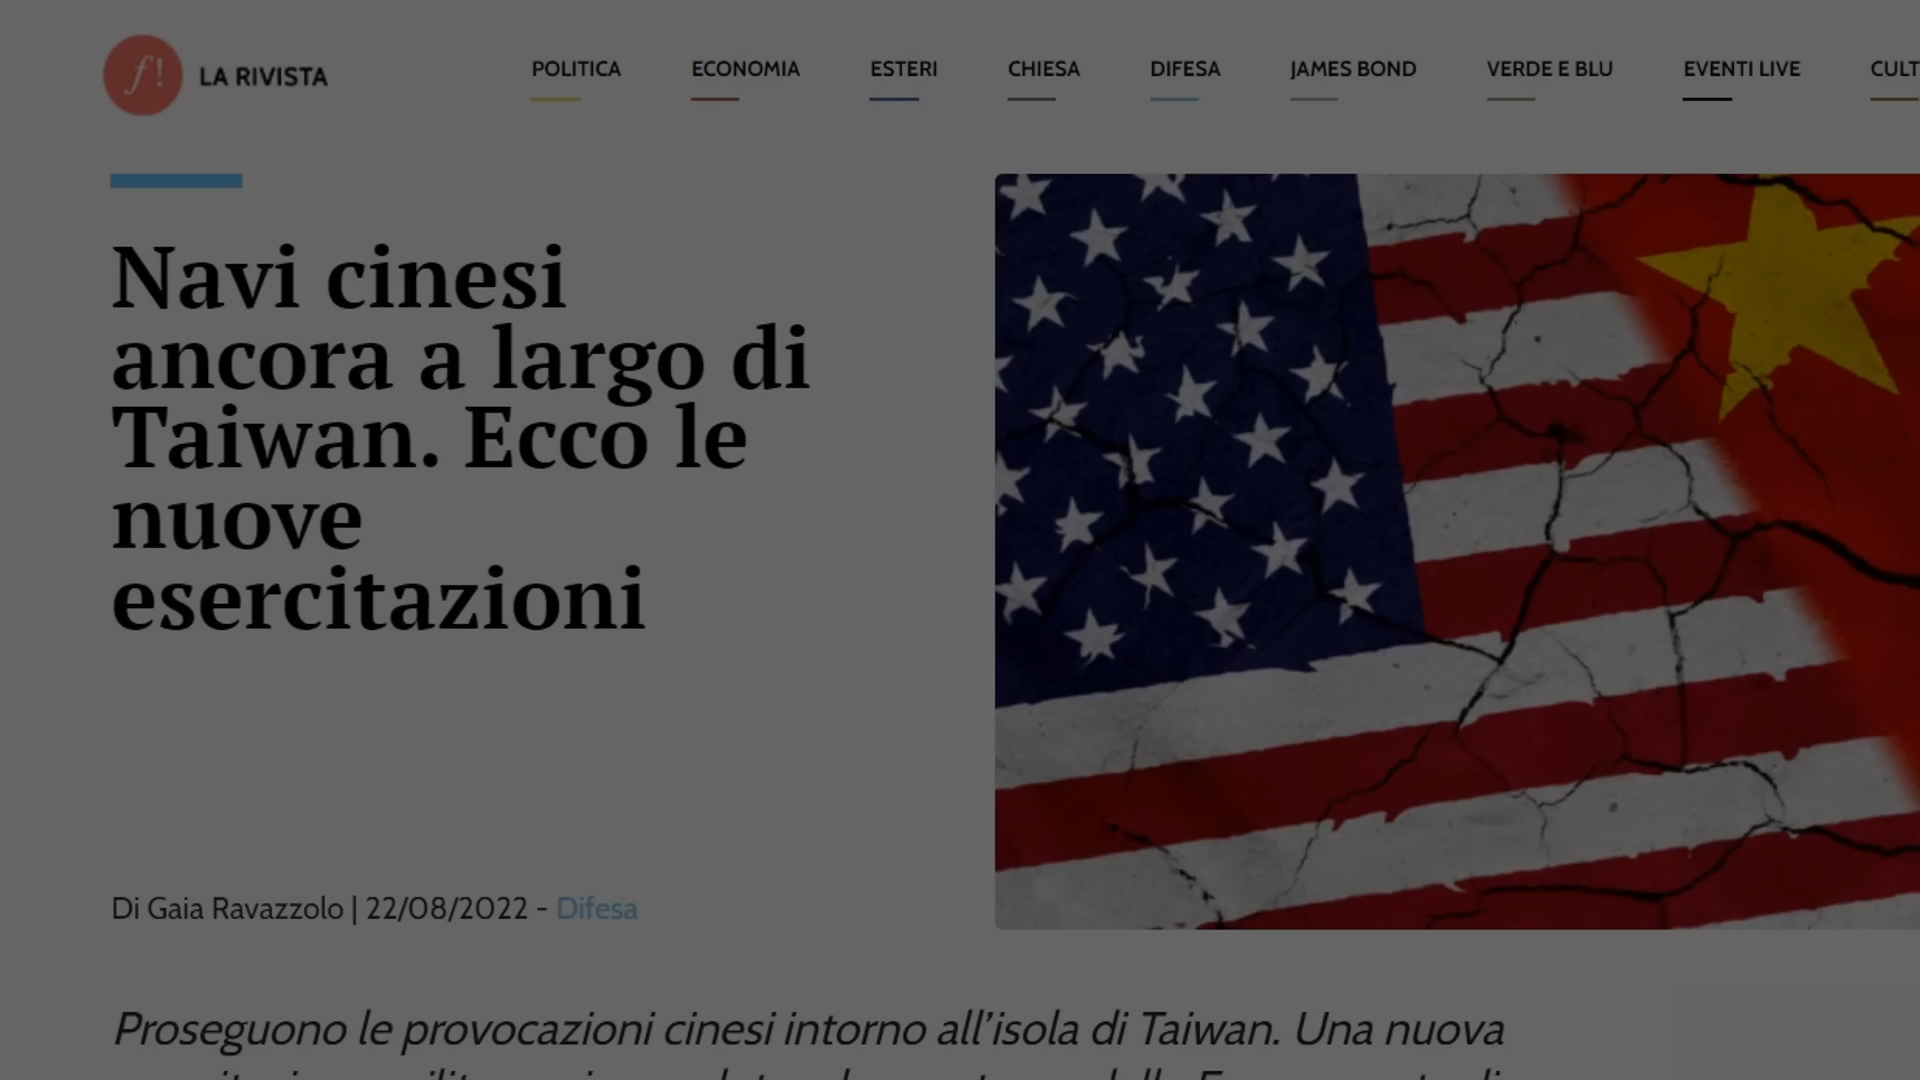 f! LA RIVISTA
POLITICA ECONOMIA ESTERI CHIESA DIFESA JAMES BOND VERDE E BLU EVENTI LIVE CULT
Navi cinesi
ancora a largo di
Taiwan. Ecco le
nuove
esercitazioni
Di Gaia Ravazzolo | 22/08/2022 - Difesa
Proseguono le provocazioni cinesi intorno all’isola di Taiwan. Una nuova